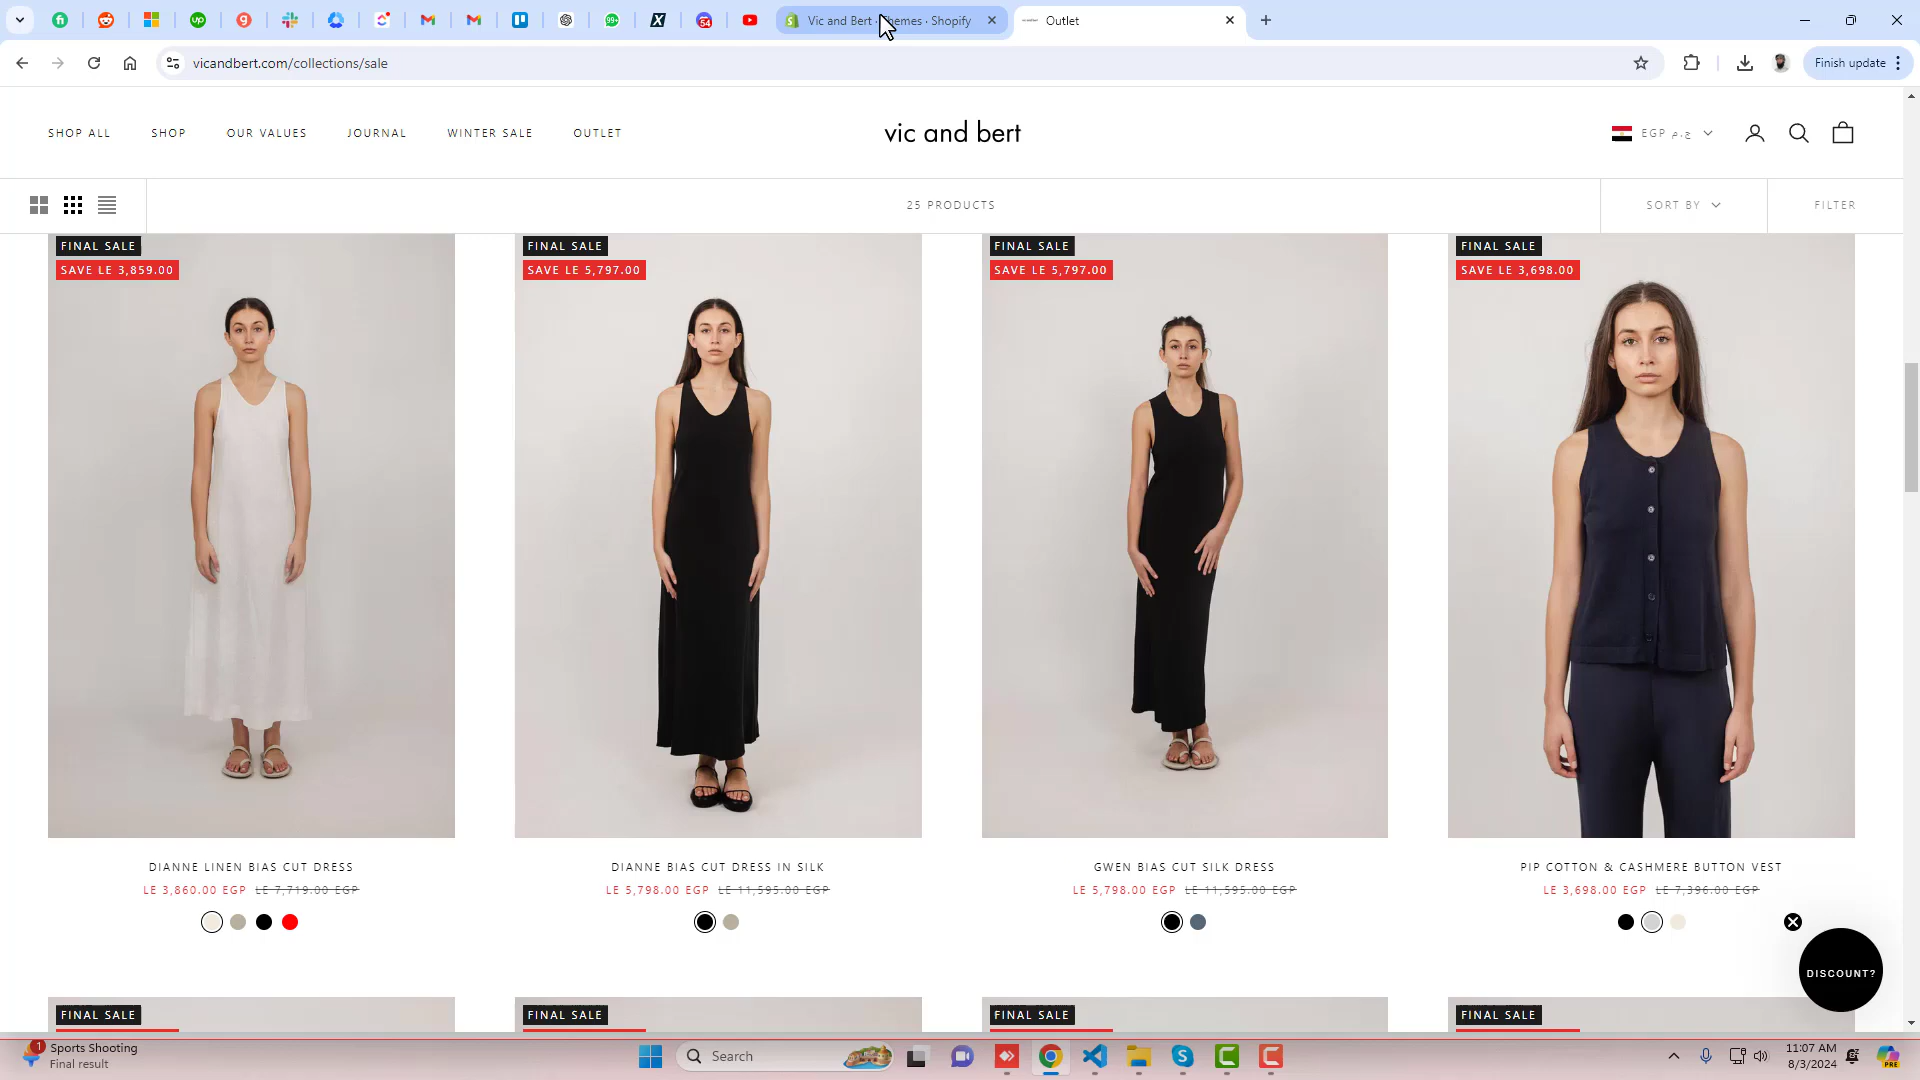 Vic and Bert · Themes · Shopify
Outlet
vicandbert.com/collections/sale
Finish update
SHOP ALL
SHOP
OUR VALUES
JOURNAL
WINTER SALE
OUTLET
vic and bert
EGP ج.م
25 PRODUCTS
SORT BY
FILTER
FINAL SALE
SAVE LE 3,859.00
FINAL SALE
SAVE LE 5,797.00
FINAL SALE
SAVE LE 5,797.00
FINAL SALE
SAVE LE 3,698.00
DIANNE LINEN BIAS CUT DRESS
LE 3,860.00 EGP LE 7,719.00 EGP
DIANNE BIAS CUT DRESS IN SILK
LE 5,798.00 EGP LE 11,595.00 EGP
GWEN BIAS CUT SILK DRESS
LE 5,798.00 EGP LE 11,595.00 EGP
PIP COTTON & CASHMERE BUTTON VEST
LE 3,698.00 EGP LE 7,396.00 EGP
DISCOUNT?
FINAL SALE
FINAL SALE
FINAL SALE
FINAL SALE
1
Sports Shooting
Final result
Search
11:07 AM
8/3/2024